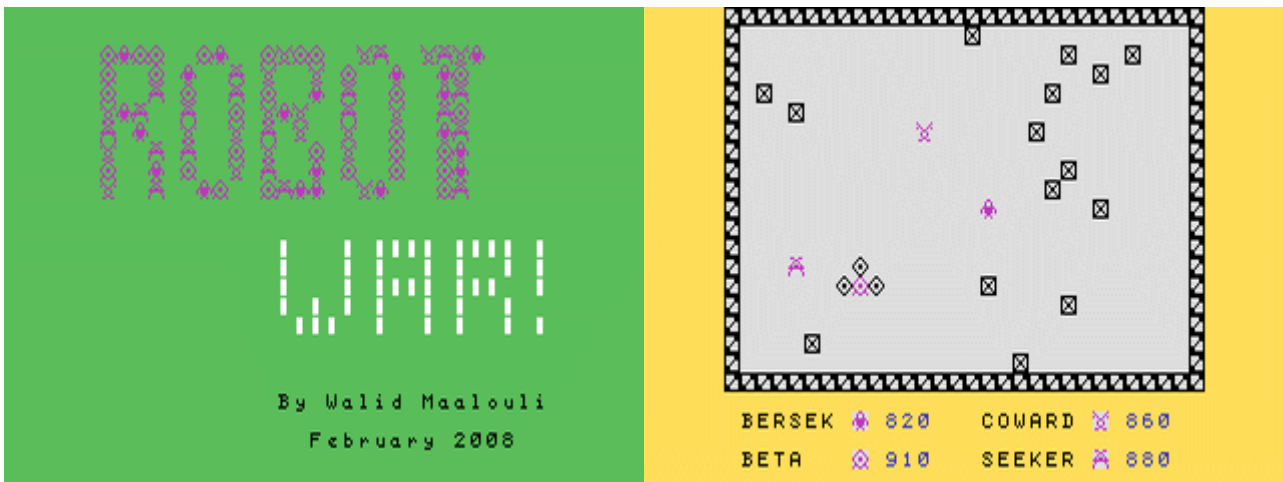 ROBOT
WAR!
By Walid Maalouli
February 2008
BERSEK 820 COWARD 860
BETA 910 SEEKER 880